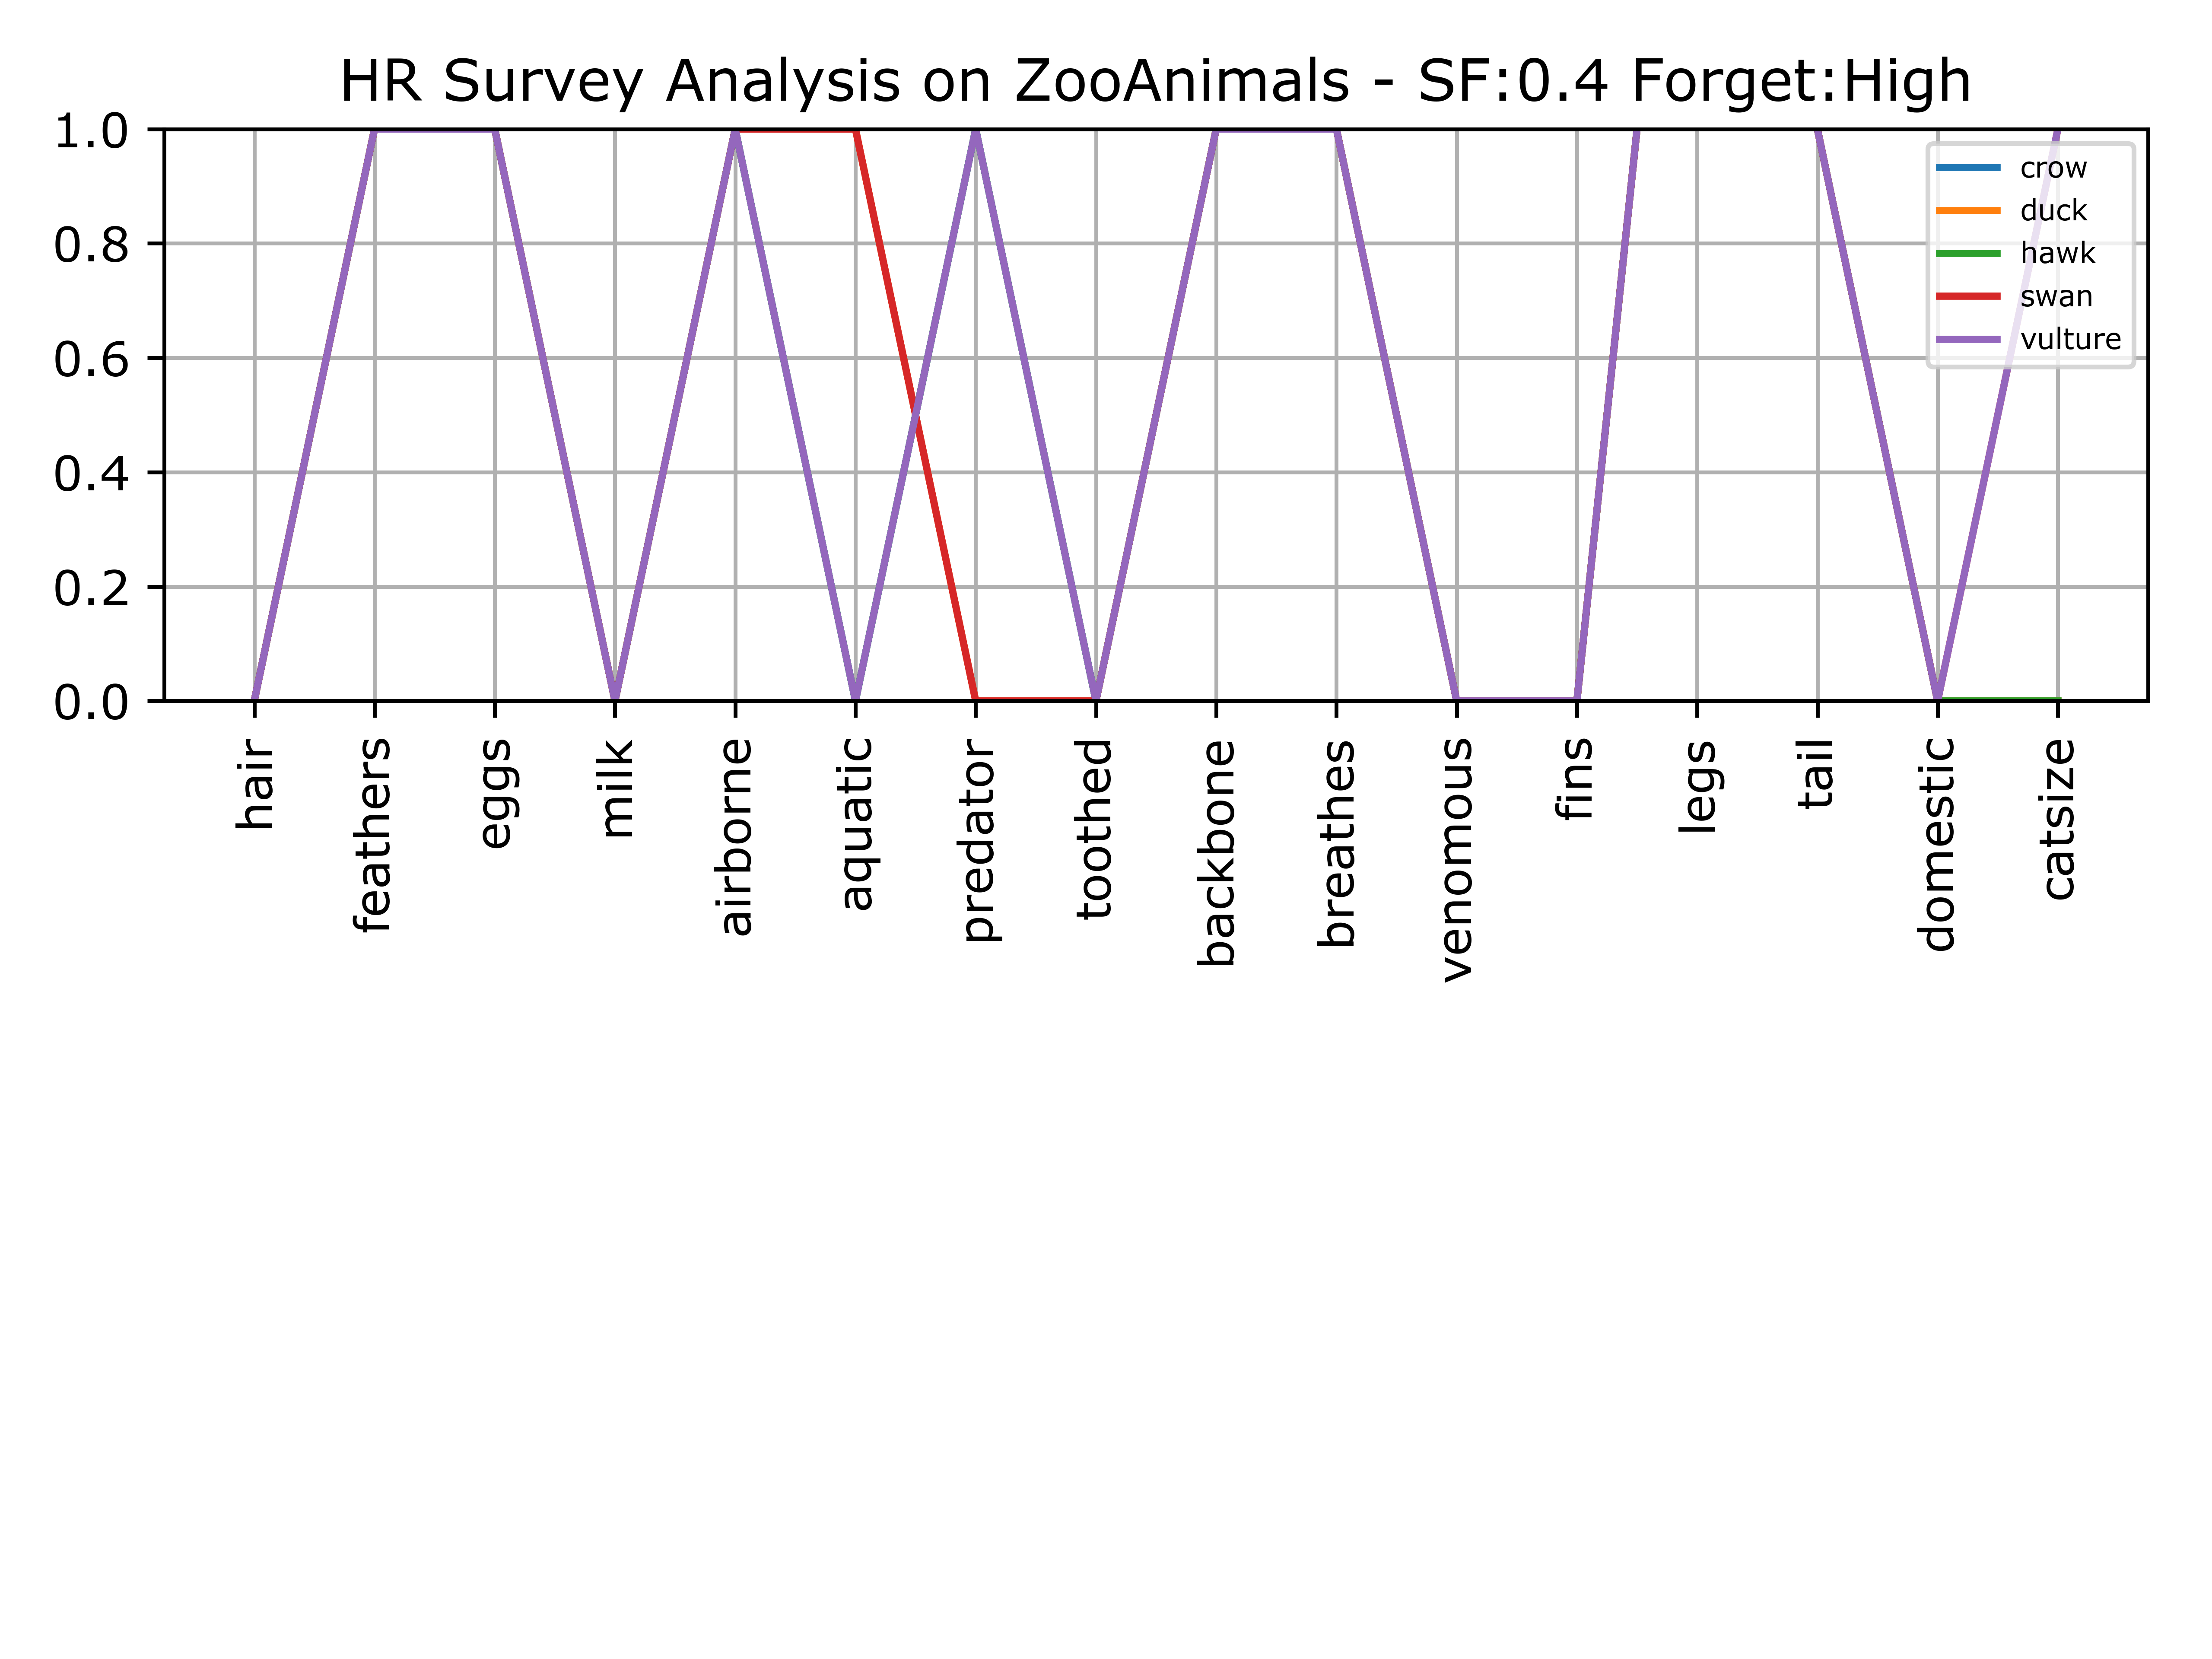 HR Survey Analysis on ZooAnimals - SF:0.4 Forget:High
1.0
0.8
0.6
0.4
0.2
0.0
crow
duck
hawk
swan
vulture
hair
feathers
eggs
milk
airborne
aquatic
predator
toothed
backbone
breathes
venomous
fins
legs
tail
domestic
catsize